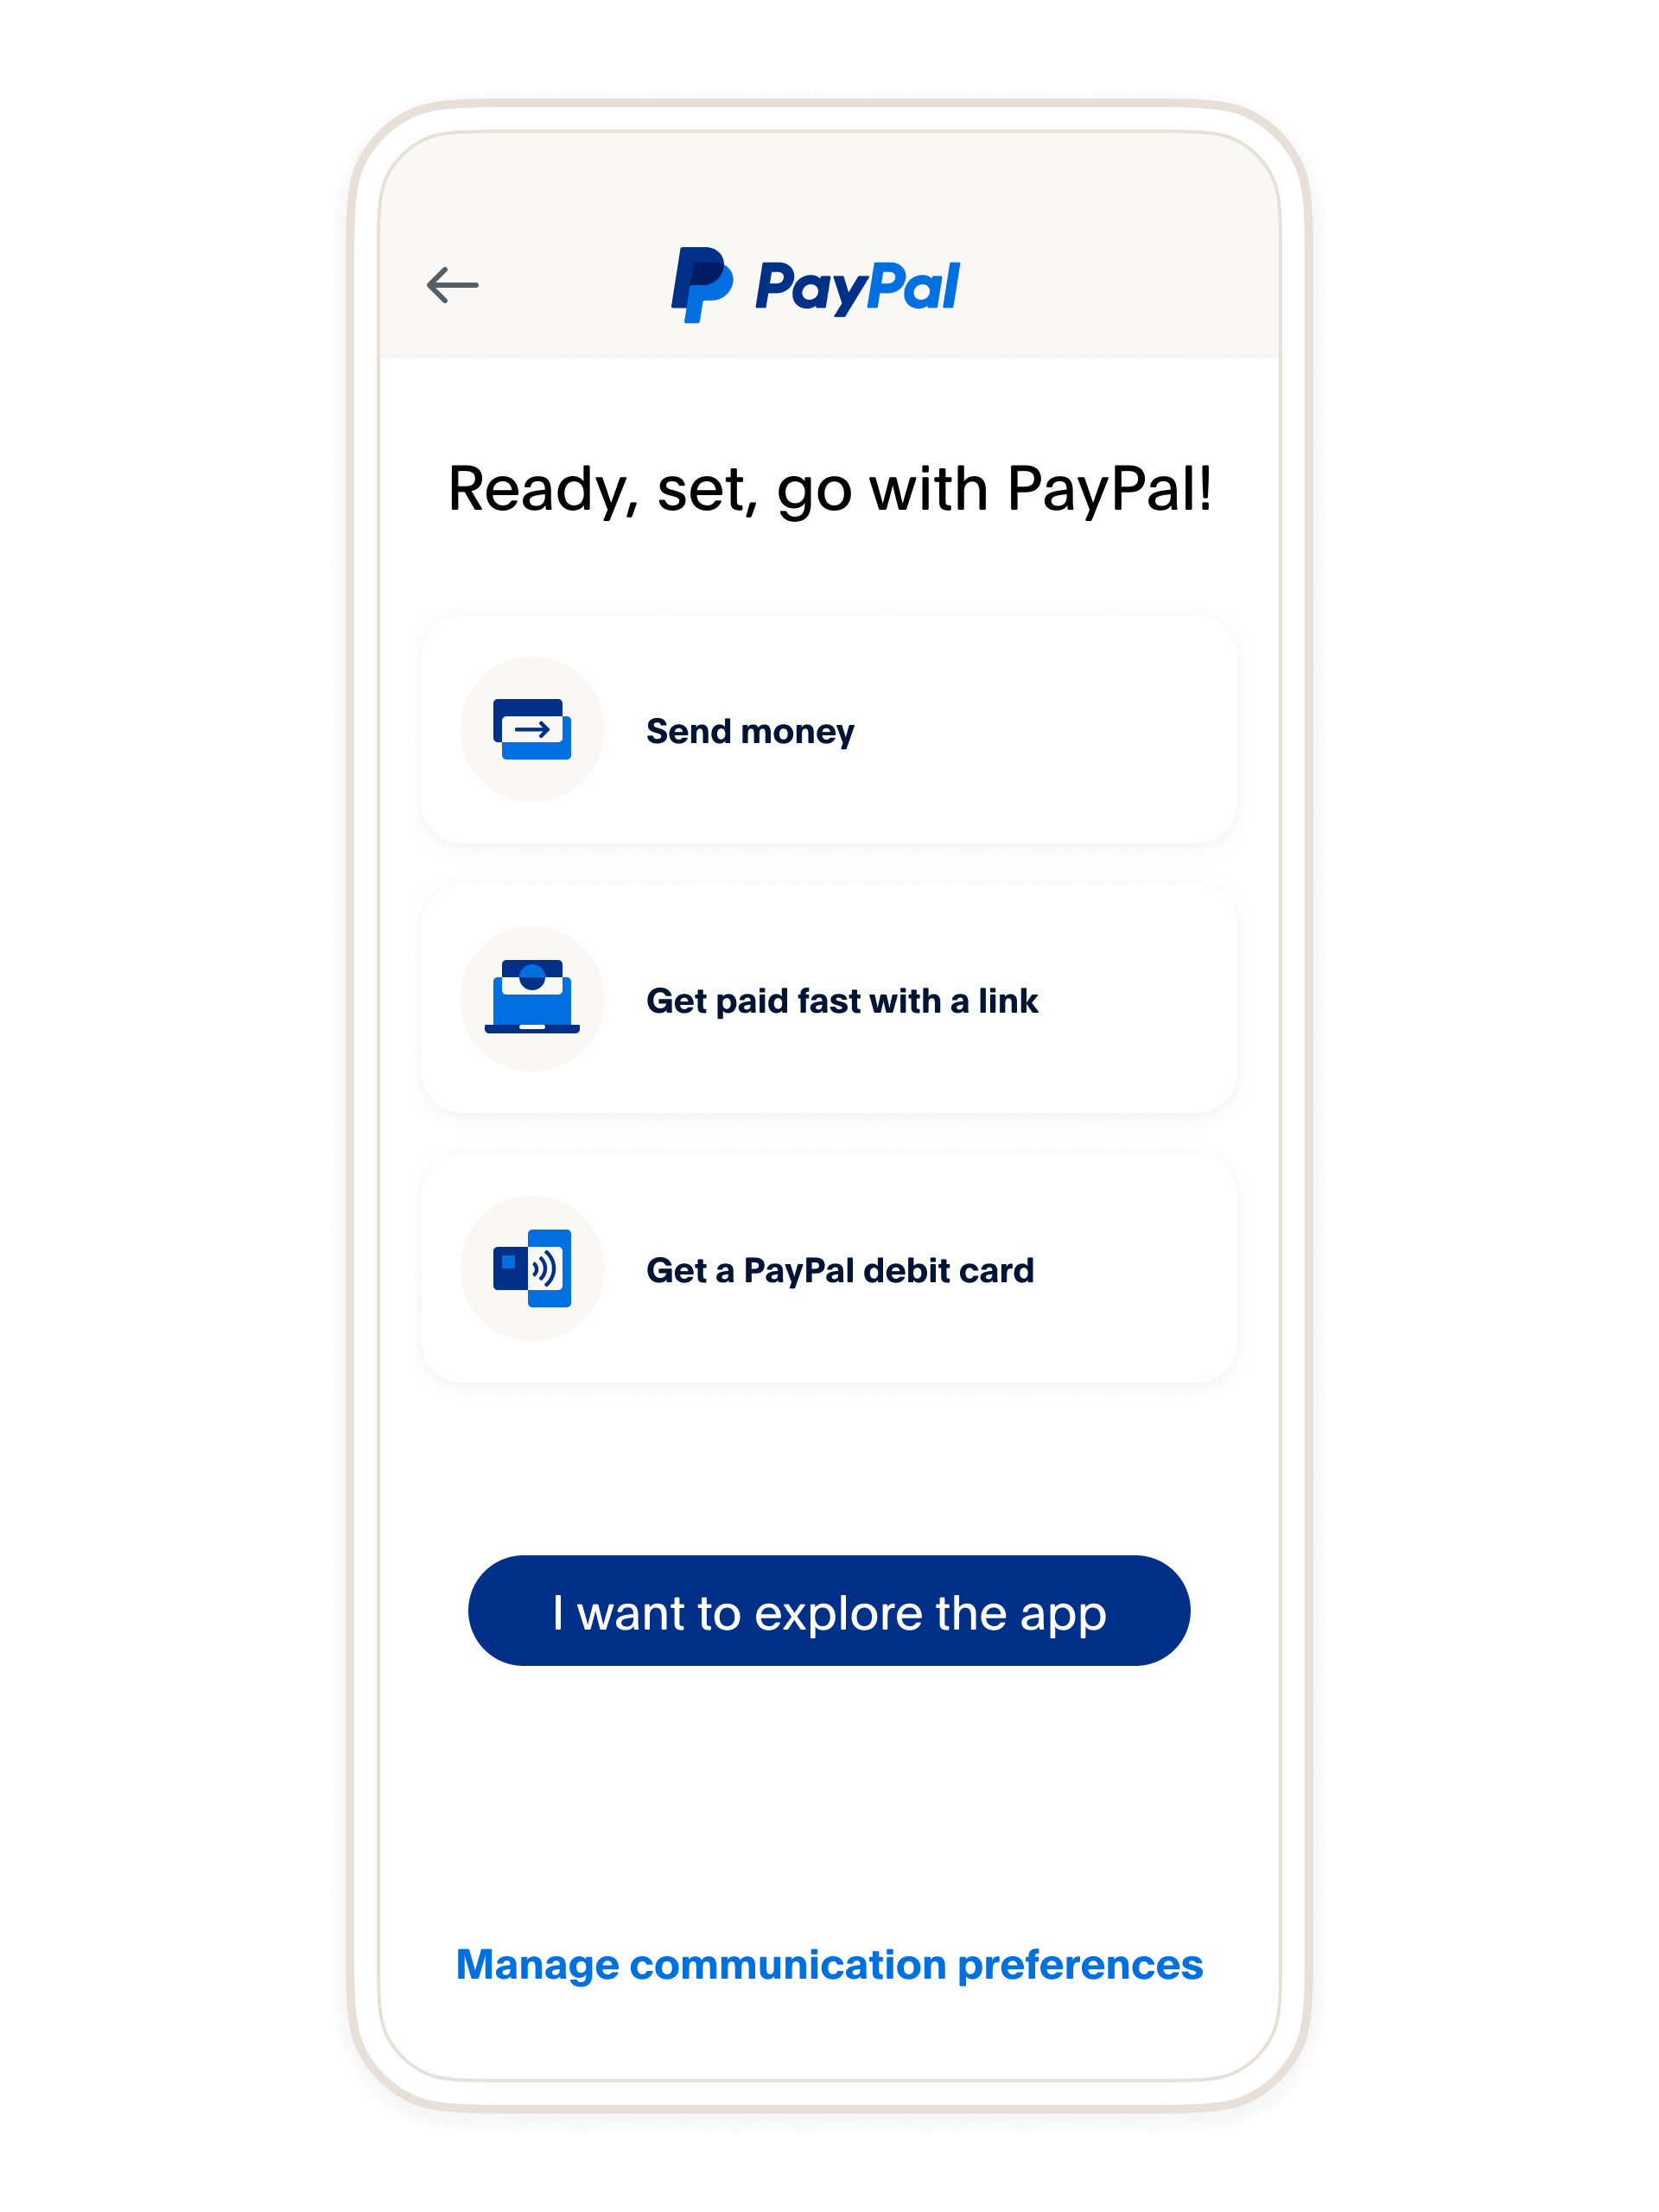 PayPal
Ready, set, go with PayPal!
Send money
Get paid fast with a link
Get a PayPal debit card
I want to explore the app
Manage communication preferences